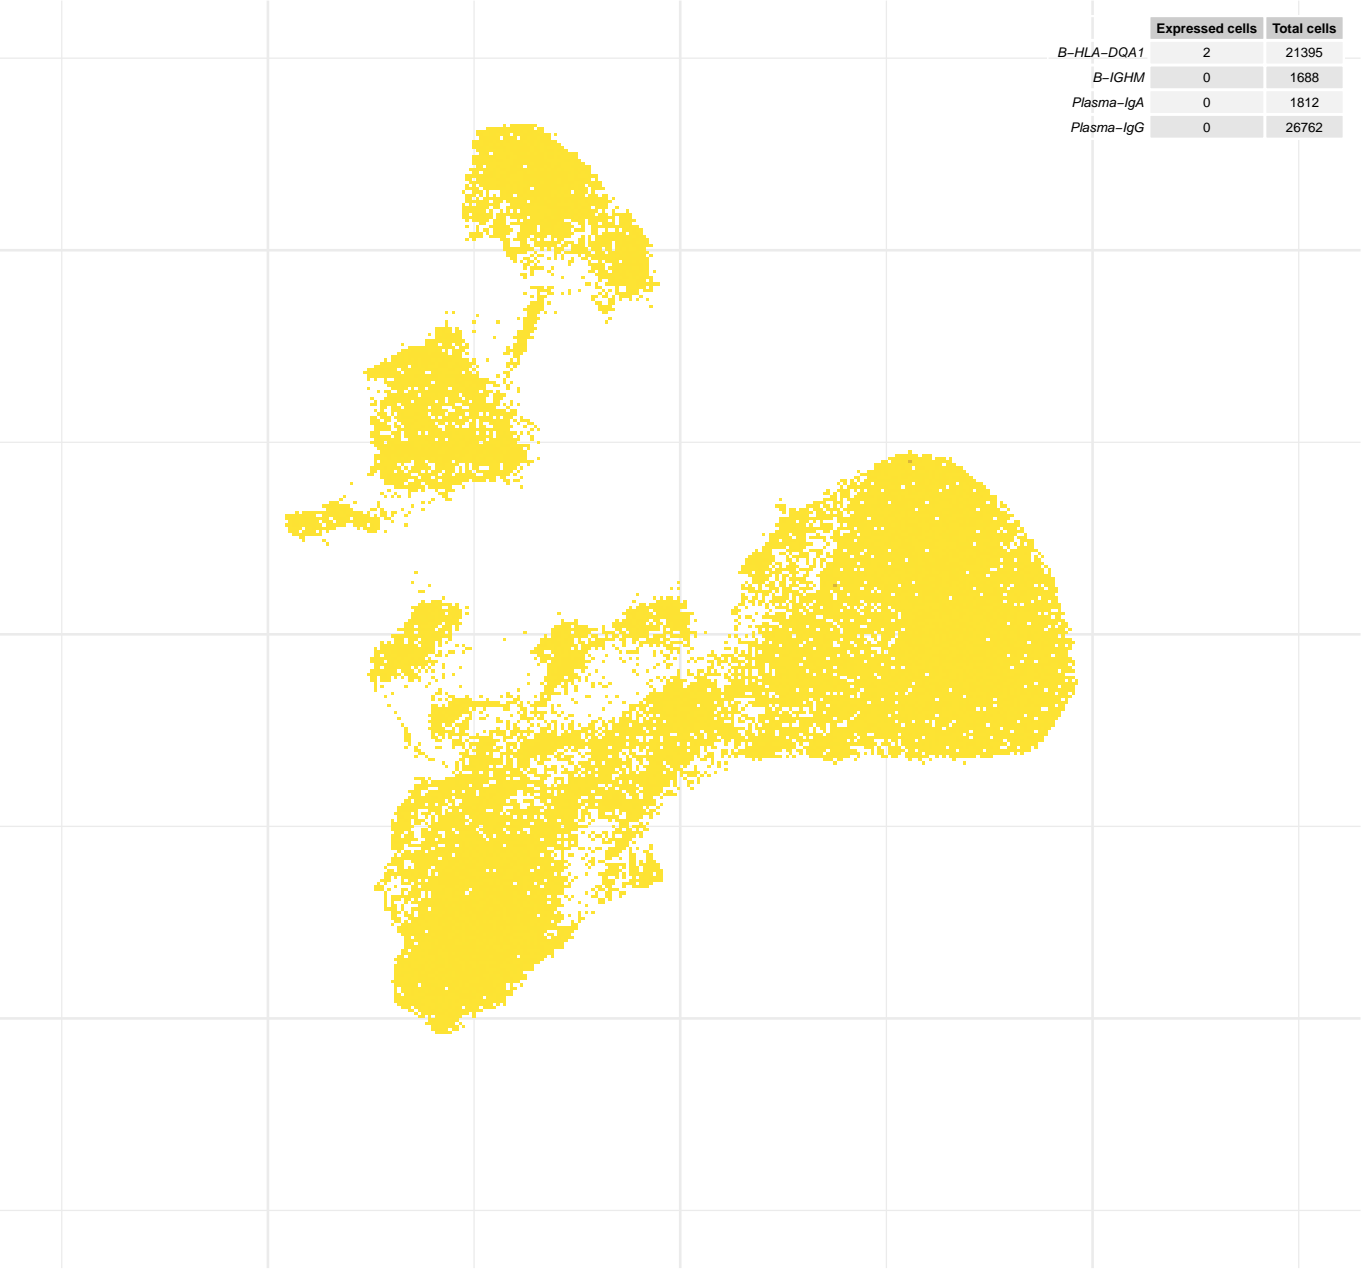 Expressed cells Total cells
B−HLA−DQA1 2 21395
B−IGHM 0 1688
Plasma−IgA 0 1812
Plasma−IgG 0 26762